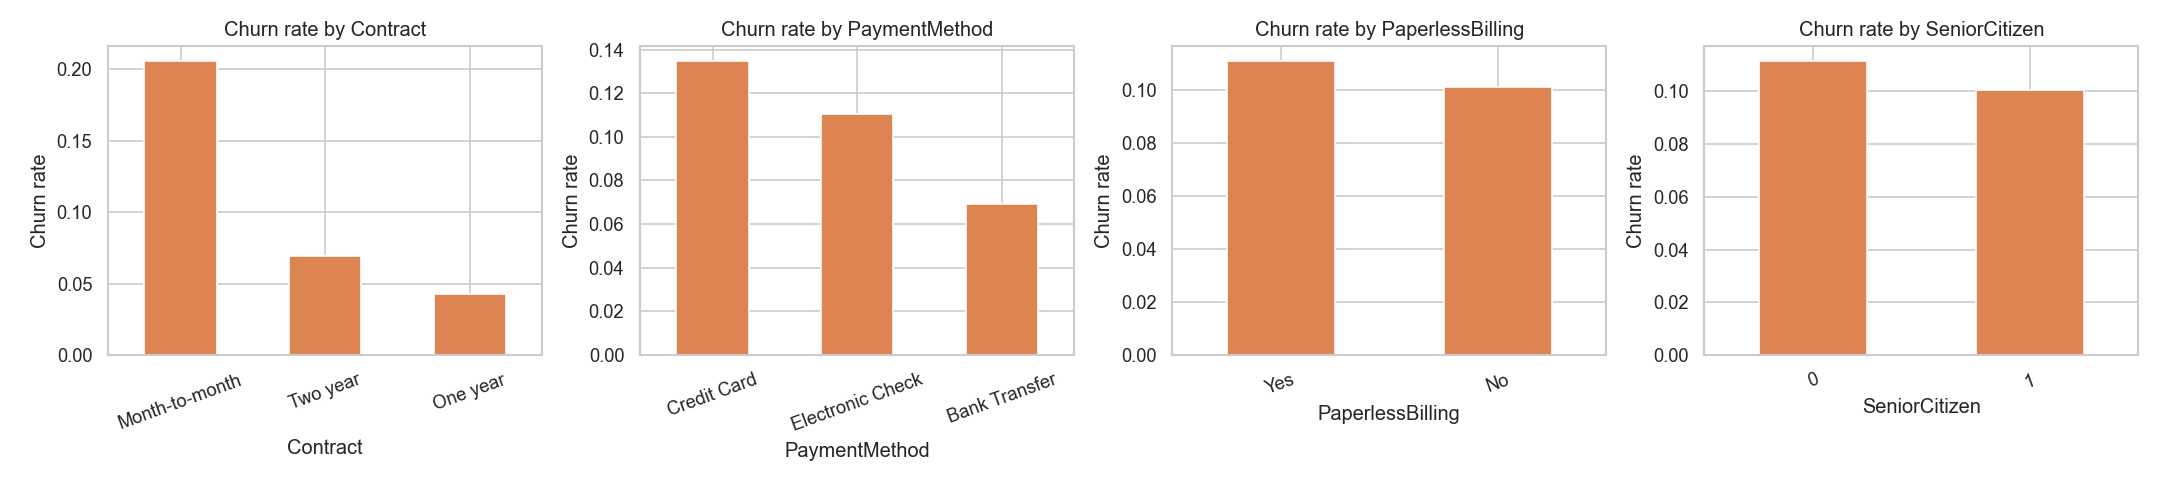 Churn rate by Contract
Churn rate
0.20
0.15
0.10
0.05
0.00
Month-to-month
Two year
One year
Contract
Churn rate by PaymentMethod
Churn rate
0.14
0.12
0.10
0.08
0.06
0.04
0.02
0.00
Credit Card
Electronic Check
Bank Transfer
PaymentMethod
Churn rate by PaperlessBilling
Churn rate
0.10
0.08
0.06
0.04
0.02
0.00
Yes
No
PaperlessBilling
Churn rate by SeniorCitizen
Churn rate
0.10
0.08
0.06
0.04
0.02
0.00
0
1
SeniorCitizen